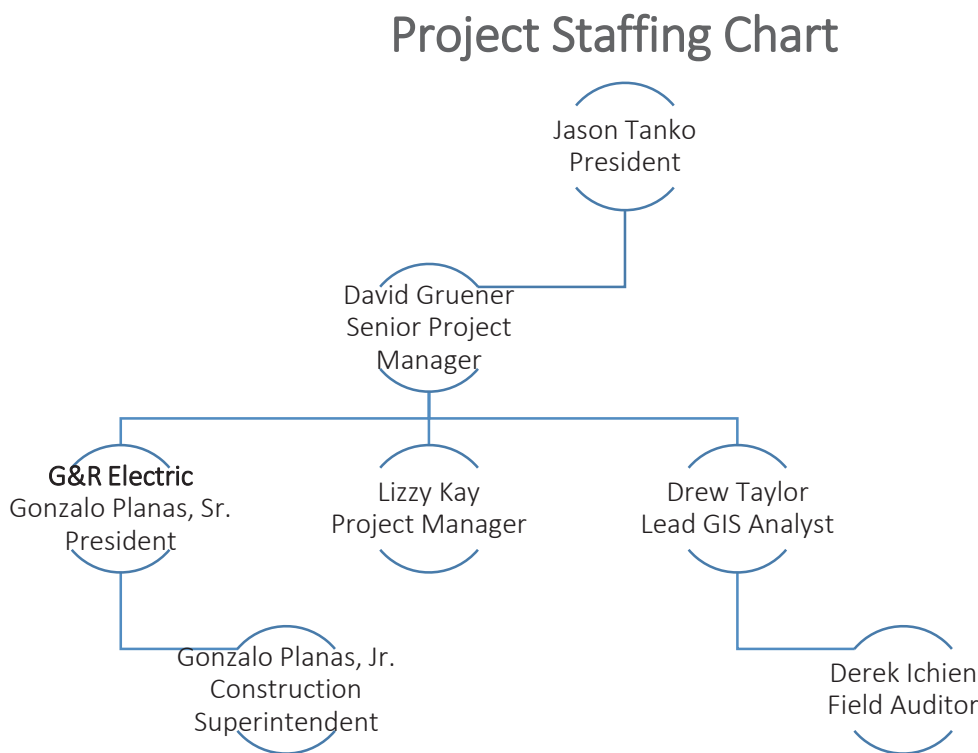 Project Staffing Chart
Jason Tanko
President
David Gruener
Senior Project
Manager
G&R Electric
Gonzalo Planas, Sr.
President
Lizzy Kay
Project Manager
Drew Taylor
Lead GIS Analyst
Gonzalo Planas, Jr.
Construction
Superintendent
Derek Ichien
Field Auditor